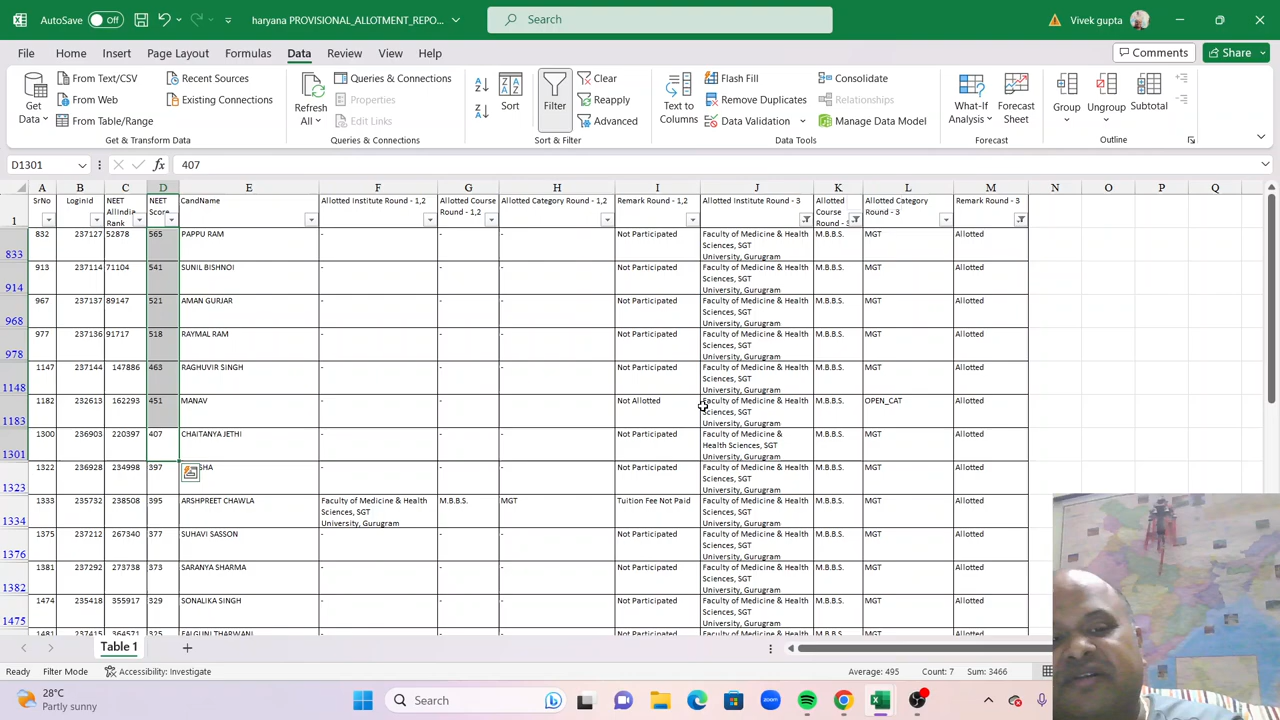 AutoSave Off haryana PROVISIONAL_ALLOTMENT_REPO... Search Vivek gupta
File Home Insert Page Layout Formulas Data Review View Help Comments Share
Get Data From Text/CSV Recent Sources Refresh All Queries & Connections Sort Filter Clear Text to Columns Flash Fill Consolidate What-If Analysis Forecast Sheet Group Ungroup Subtotal
From Web Existing Connections Properties Reapply Remove Duplicates Relationships
From Table/Range Edit Links Advanced Data Validation Manage Data Model
Get & Transform Data Queries & Connections Sort & Filter Data Tools Forecast Outline
D1301 fx 407
A B C D E F G H I J K L M N O P Q
1 SrNo LoginId NEET AllIndia Rank NEET Score CandName Allotted Institute Round - 1,2 Allotted Course Round - 1,2 Allotted Category Round - 1,2 Remark Round - 1,2 Allotted Institute Round - 3 Allotted Course Round - Allotted Category Round - 3 Remark Round - 3
833 832 237127 52878 565 PAPPU RAM - - - Not Participated Faculty of Medicine & Health Sciences, SGT University, Gurugram M.B.B.S. MGT Allotted
914 913 237114 71104 541 SUNIL BISHNOI - - - Not Participated Faculty of Medicine & Health Sciences, SGT University, Gurugram M.B.B.S. MGT Allotted
968 967 237137 89147 521 AMAN GURJAR - - - Not Participated Faculty of Medicine & Health Sciences, SGT University, Gurugram M.B.B.S. MGT Allotted
978 977 237136 91717 518 RAYMAL RAM - - - Not Participated Faculty of Medicine & Health Sciences, SGT University, Gurugram M.B.B.S. MGT Allotted
1148 1147 237144 147886 463 RAGHUVIR SINGH - - - Not Participated Faculty of Medicine & Health Sciences, SGT University, Gurugram M.B.B.S. MGT Allotted
1183 1182 232613 162293 451 MANAV - - Not Allotted Faculty of Medicine & Health Sciences, SGT University, Gurugram M.B.B.S. OPEN_CAT Allotted
1301 1300 236903 220397 407 CHAITANYA JETHI - - - Not Participated Faculty of Medicine & Health Sciences, SGT University, Gurugram M.B.B.S. MGT Allotted
1323 1322 236928 234998 397 - - - Not Participated Faculty of Medicine & Health Sciences, SGT University, Gurugram M.B.B.S. MGT Allotted
1334 1333 235732 238508 395 ARSHPREET CHAWLA Faculty of Medicine & Health Sciences, SGT University, Gurugram M.B.B.S. MGT Tuition Fee Not Paid Faculty of Medicine & Health Sciences, SGT University, Gurugram M.B.B.S. MGT Allotted
1376 1375 237212 267340 377 SUHAVI SASSON - - - Not Participated Faculty of Medicine & Health Sciences, SGT University, Gurugram M.B.B.S. MGT Allotted
1382 1381 237292 273738 373 SARANYA SHARMA - - - Not Participated Faculty of Medicine & Health Sciences, SGT University, Gurugram M.B.B.S. MGT Allotted
1475 1474 235418 355917 329 SONALIKA SINGH - - - Not Participated Faculty of Medicine & Health Sciences, SGT University, Gurugram M.B.B.S. MGT Allotted
1481 237415 364571 325 FALGUNI THARWANI - - - Not Participated Faculty of Medicine & Health M.B.B.S. MGT Allotted
Table 1
Ready Filter Mode Accessibility: Investigate Average: 495 Count: 7 Sum: 3466
28°C Partly sunny Search